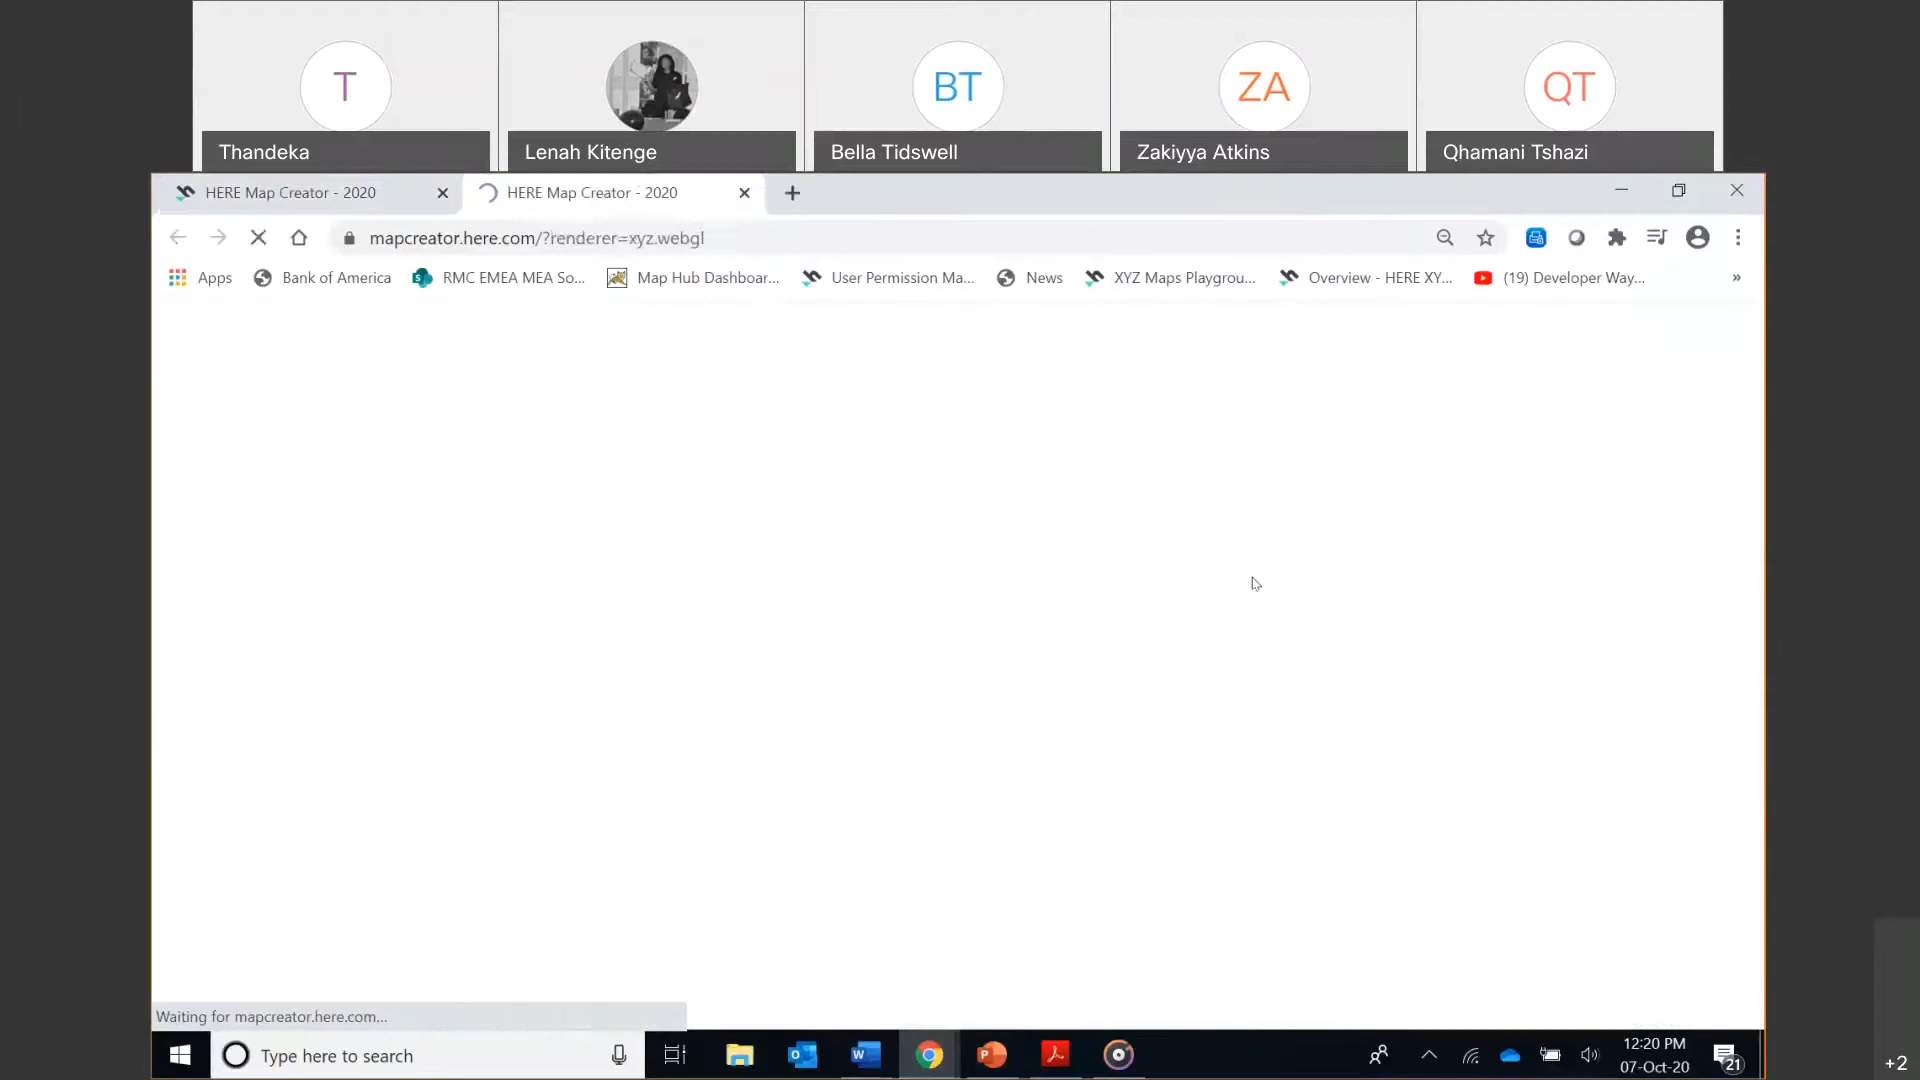 T
BT
ZA
QT
Thandeka
Lenah Kitenge
Bella Tidswell
Zakiyya Atkins
Qhamani Tshazi
HERE Map Creator - 2020
HERE Map Creator - 2020
mapcreator.here.com/?renderer=xyz.webgl
Apps
Bank of America
RMC EMEA MEA So...
Map Hub Dashboar...
User Permission Ma...
News
XYZ Maps Playgrou...
Overview - HERE XY...
(19) Developer Way...
»
Waiting for mapcreator.here.com...
Type here to search
12:20 PM
07-Oct-20
21
+2